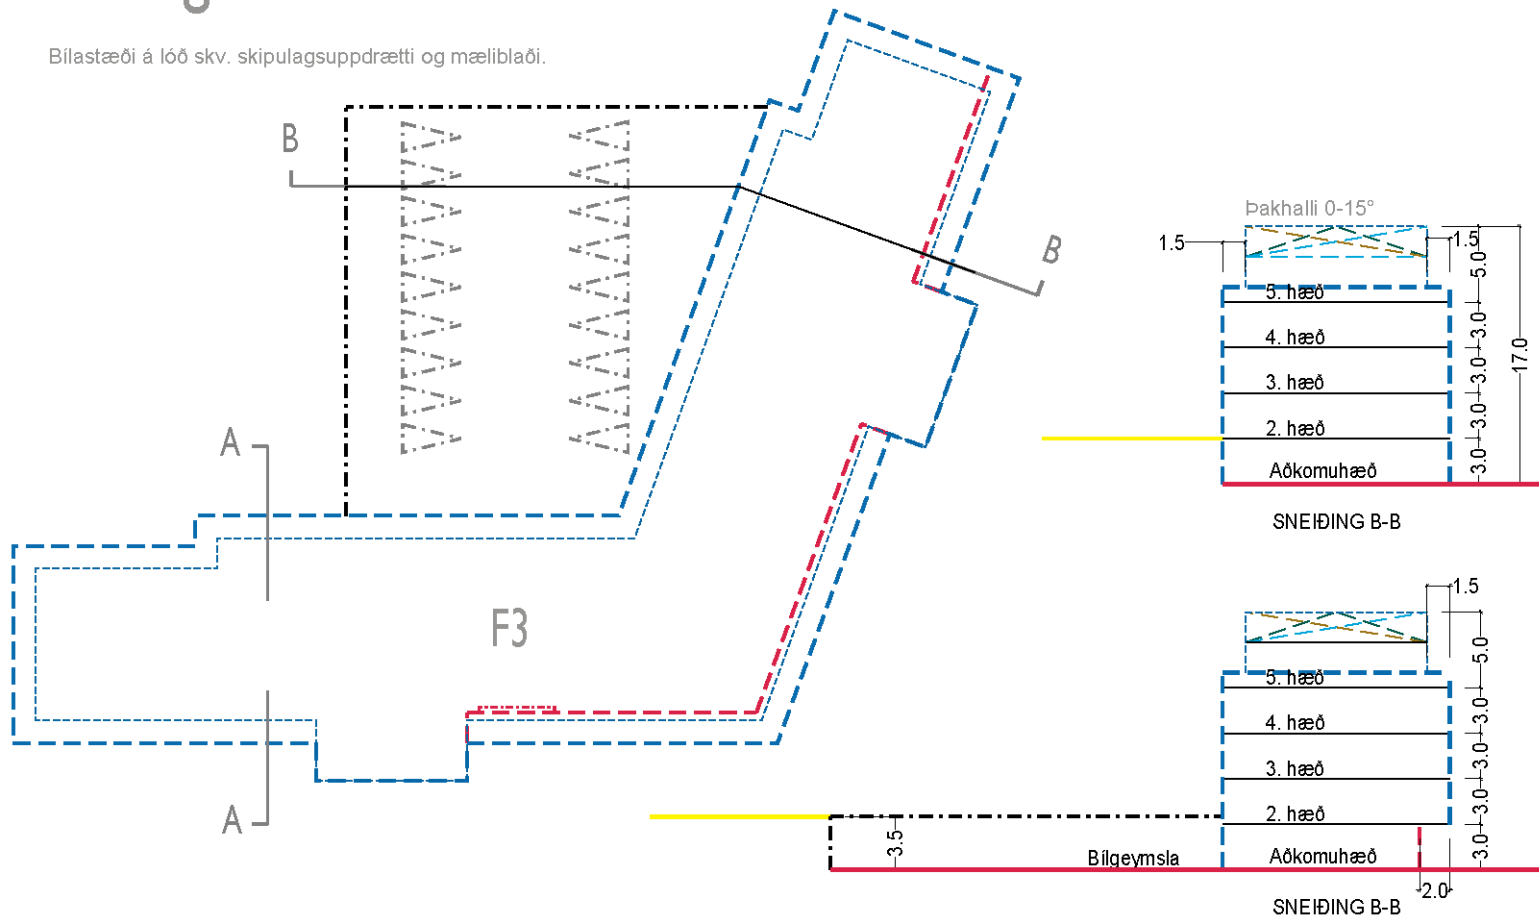 Bílastæði á lóð skv. skipulagsuppdrætti og mæliblaði.
B
B
A
A
F3
Þakhalli 0-15°
1.5
1.5
5.0
5. hæð
3.0
4. hæð
3.0
17.0
3. hæð
3.0
2. hæð
3.0
Aðkomuhæð
SNEIÐING B-B
1.5
5.0
5. hæð
3.0
4. hæð
3.0
3. hæð
3.0
2. hæð
3.0
3.5
Bílgeymsla
Aðkomuhæð
2.0
SNEIÐING B-B